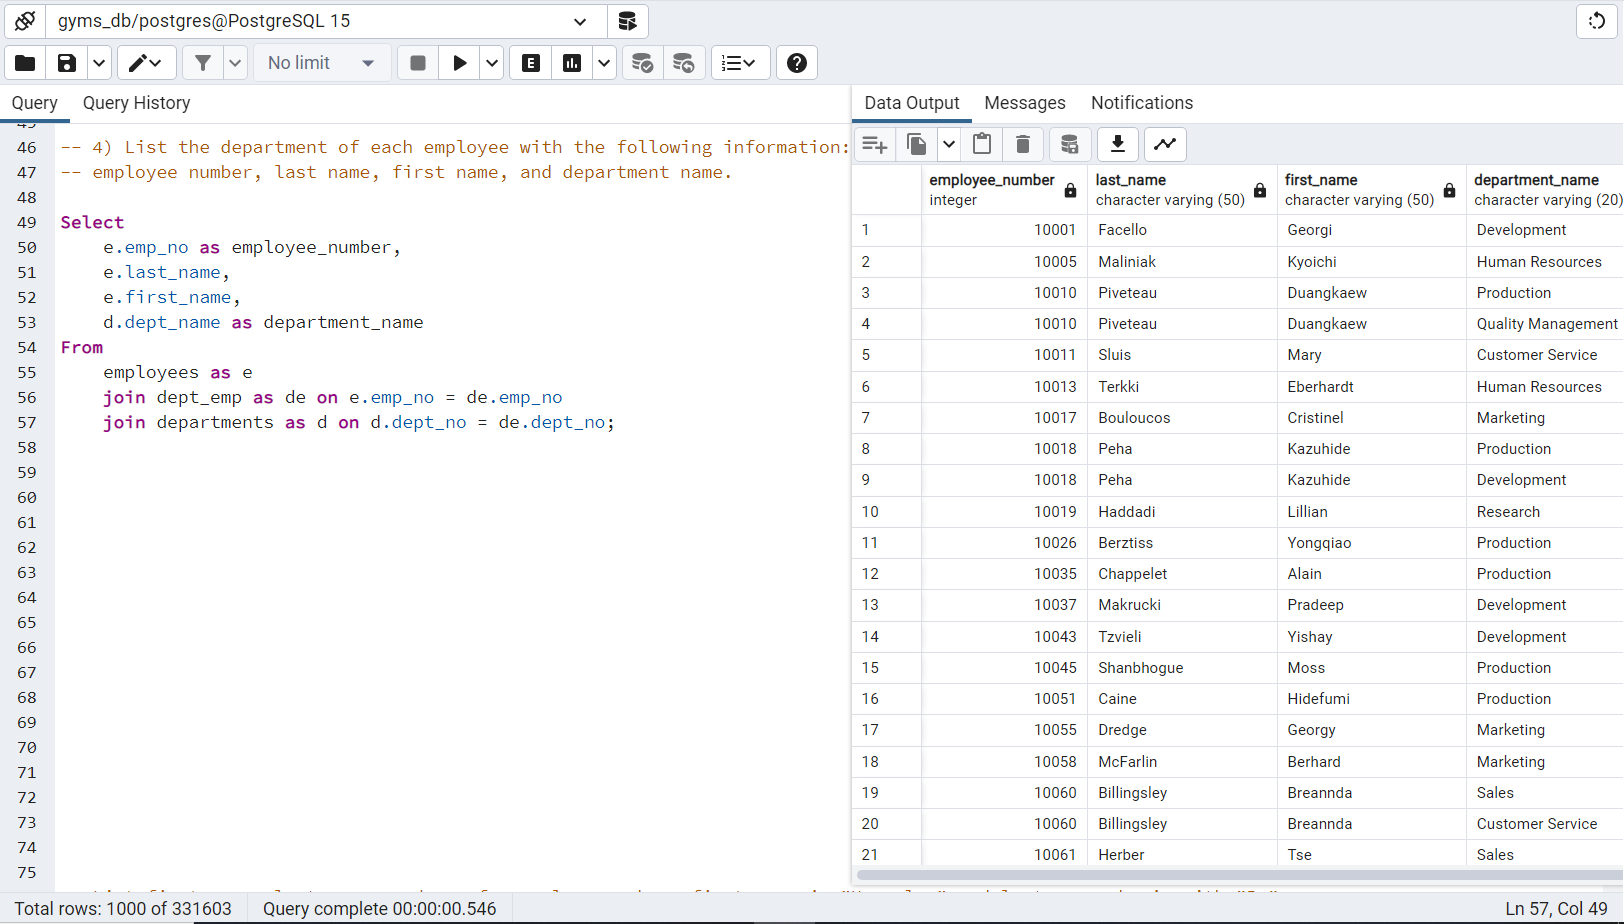 gyms_db/postgres@PostgreSQL 15
No limit
E
Query Query History
46 -- 4) List the department of each employee with the following information:
47 -- employee number, last name, first name, and department name.
48
49 Select
50 e.emp_no as employee_number,
51 e.last_name,
52 e.first_name,
53 d.dept_name as department_name
54 From
55 employees as e
56 join dept_emp as de on e.emp_no = de.emp_no
57 join departments as d on d.dept_no = de.dept_no;
58
59
60
61
62
63
64
65
66
67
68
69
70
71
72
73
74
75
Data Output Messages Notifications
employee_number last_name first_name department_name
integer character varying (50) character varying (50) character varying (20)
1 10001 Facello Georgi Development
2 10005 Maliniak Kyoichi Human Resources
3 10010 Piveteau Duangkaew Production
4 10010 Piveteau Duangkaew Quality Management
5 10011 Sluis Mary Customer Service
6 10013 Terkki Eberhardt Human Resources
7 10017 Bouloucos Cristinel Marketing
8 10018 Peha Kazuhide Production
9 10018 Peha Kazuhide Development
10 10019 Haddadi Lillian Research
11 10026 Berztiss Yongqiao Production
12 10035 Chappelet Alain Production
13 10037 Makrucki Pradeep Development
14 10043 Tzvieli Yishay Development
15 10045 Shanbhogue Moss Production
16 10051 Caine Hidefumi Production
17 10055 Dredge Georgy Marketing
18 10058 McFarlin Berhard Marketing
19 10060 Billingsley Breannda Sales
20 10060 Billingsley Breannda Customer Service
21 10061 Herber Tse Sales
Total rows: 1000 of 331603 Query complete 00:00:00.546 Ln 57, Col 49